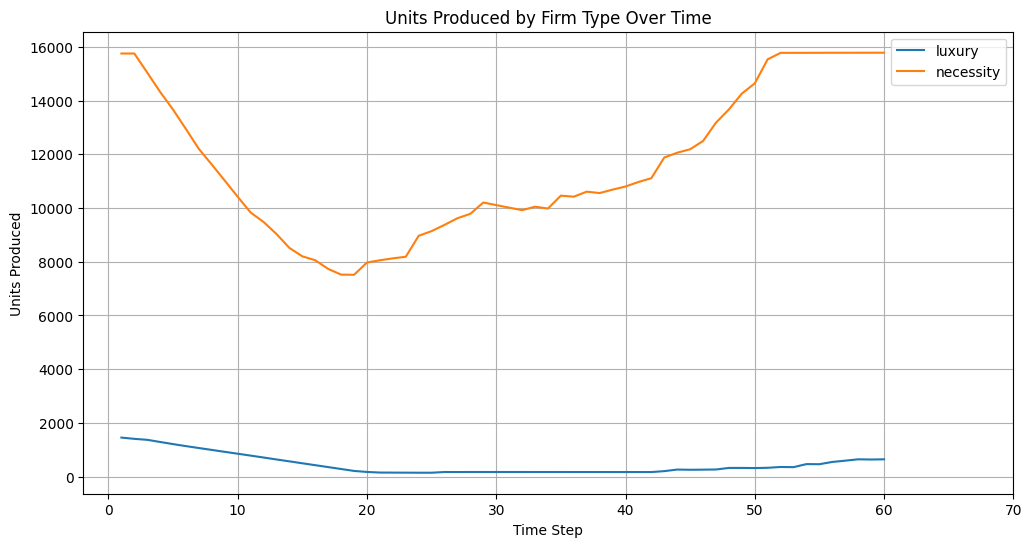 Units Produced by Firm Type Over Time
16000
14000
12000
10000
8000
6000
4000
2000
0
Units Produced
luxury
necessity
0 10 20 30 40 50 60 70
Time Step